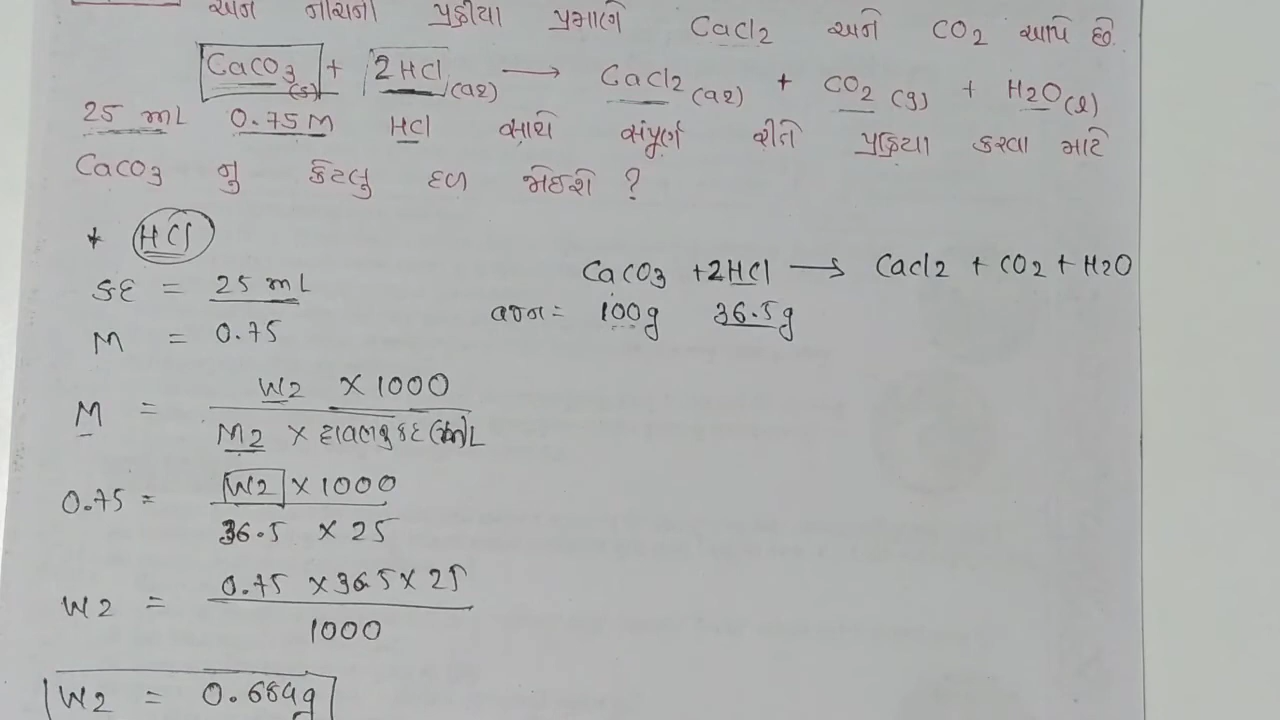 અને નીચેની પ્રક્રીયા પ્રમાણે CaCl2 અને CO2 આપે છે.
CaCO3 (s) + 2HCl (aq) → CaCl2 (aq) + CO2 (g) + H2O(l)
25 mL 0.75M HCl સાથે સંપૂર્ણ રીતે પ્રક્રિયા કરવા માટે
CaCO3 નુ કેટલુ દળ જોઇશે ?
* HCl
કદ = 25 mL
CaCO3 + 2HCl → CaCl2 + CO2 + H2O
વજન = 100g 36.5g
M = 0.75
M = W2 × 1000
M2 × દ્રાવણનુ કદ (mL
0.75 = W2 × 1000
36.5 × 25
W2 = 0.75 × 36.5 × 25
1000
W2 = 0.684g